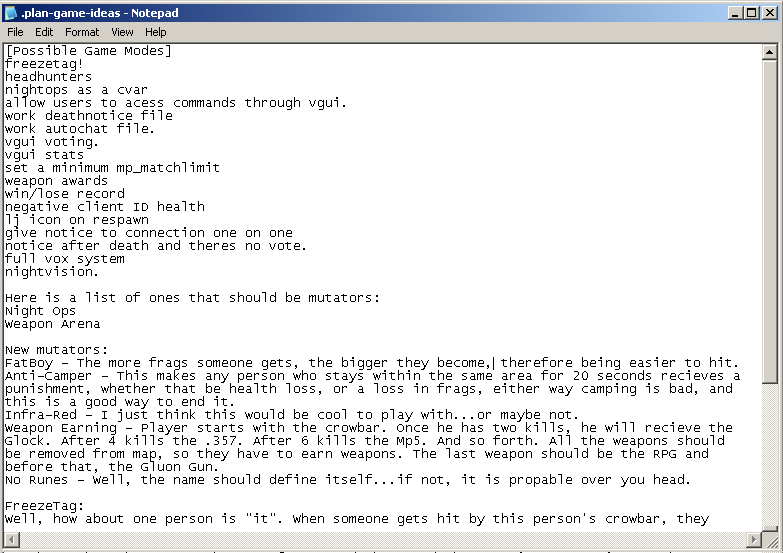 .plan-game-ideas - Notepad
File Edit Format View Help
[Possible Game Modes]
freezetag!
headhunters
nightops as a cvar
allow users to acess commands through vgui.
work deathnotice file
work autochat file.
vgui voting.
vgui stats
set a minimum mp_matchlimit
weapon awards
win/lose record
negative client ID health
lj icon on respawn
give notice to connection one on one
notice after death and theres no vote.
full vox system
nightvision.
Here is a list of ones that should be mutators:
Night Ops
Weapon Arena
New mutators:
FatBoy - The more frags someone gets, the bigger they become, therefore being easier to hit.
Anti-Camper - This makes any person who stays within the same area for 20 seconds recieves a
punishment, whether that be health loss, or a loss in frags, either way camping is bad, and
this is a good way to end it.
Infra-Red - I just think this would be cool to play with...or maybe not.
Weapon Earning - Player starts with the crowbar. Once he has two kills, he will recieve the
Glock. After 4 kills the .357. After 6 kills the Mp5. And so forth. All the weapons should
be removed from map, so they have to earn weapons. The last weapon should be the RPG and
before that, the Gluon Gun.
No Runes - Well, the name should define itself...if not, it is propable over you head.
FreezeTag:
Well, how about one person is "it". When someone gets hit by this person's crowbar, they